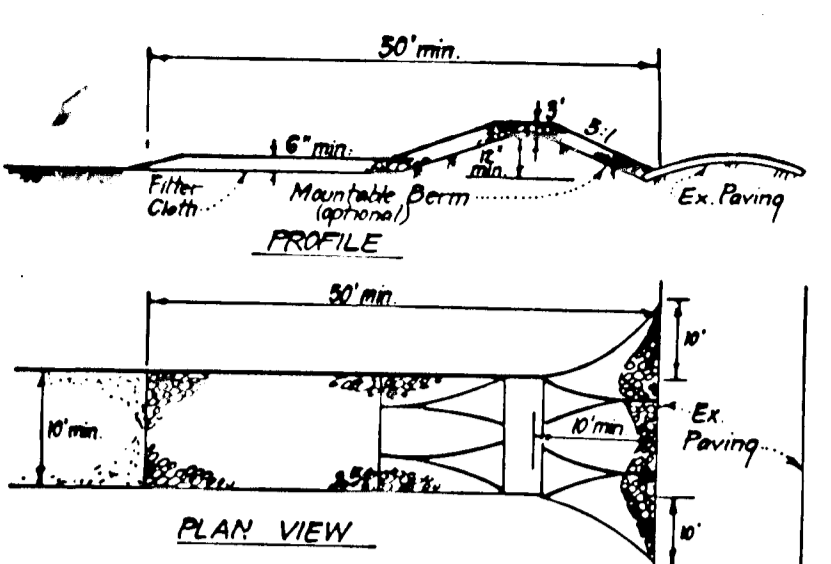 50' min.
3'
5:1
6" min.
12"
min.
Filter
Cloth
Mountable Berm
(optional)
Ex. Paving
PROFILE
50' min.
10'
10' min.
10' min
Ex.
Paving
10'
PLAN VIEW